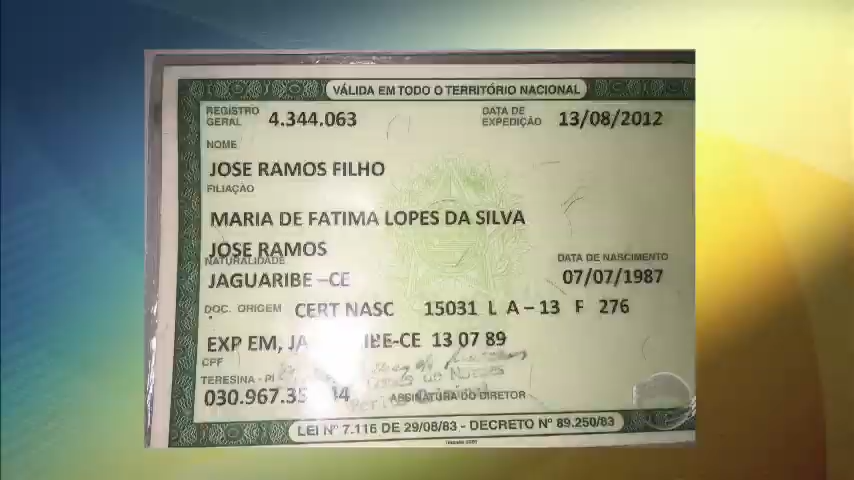 VÁLIDA EM TODO O TERRITÓRIO NACIONAL
REGISTRO GERAL 4.344.063 DATA DE EXPEDIÇÃO 13/08/2012
NOME
JOSE RAMOS FILHO
FILIAÇÃO
MARIA DE FATIMA LOPES DA SILVA
JOSE RAMOS
NATURALIDADE DATA DE NASCIMENTO
JAGUARIBE –CE 07/07/1987
DOC. ORIGEM CERT NASC 15031 L A – 13 F 276
EXP EM, 13 07 89
CPF
TERESINA - PI
030.967.35 ASSINATURA DO DIRETOR
LEI Nº 7.116 DE 29/08/83 - DECRETO Nº 89.250/83